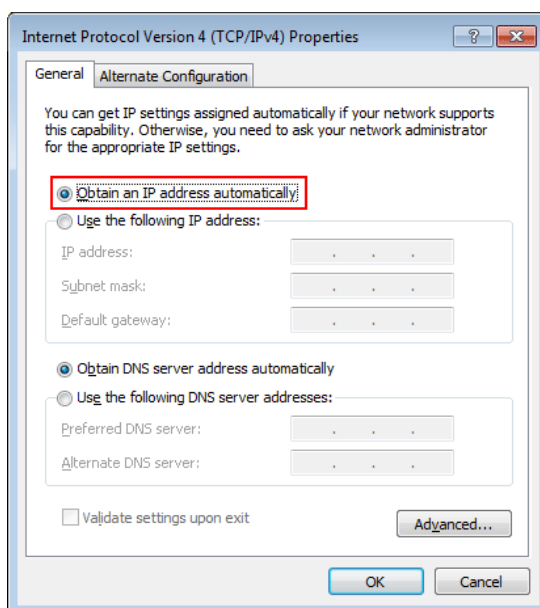 Internet Protocol Version 4 (TCP/IPv4) Properties
?
General
Alternate Configuration
You can get IP settings assigned automatically if your network supports
this capability. Otherwise, you need to ask your network administrator
for the appropriate IP settings.
Obtain an IP address automatically
Use the following IP address:
IP address:
Subnet mask:
Default gateway:
Obtain DNS server address automatically
Use the following DNS server addresses:
Preferred DNS server:
Alternate DNS server:
Validate settings upon exit
Advanced...
OK
Cancel